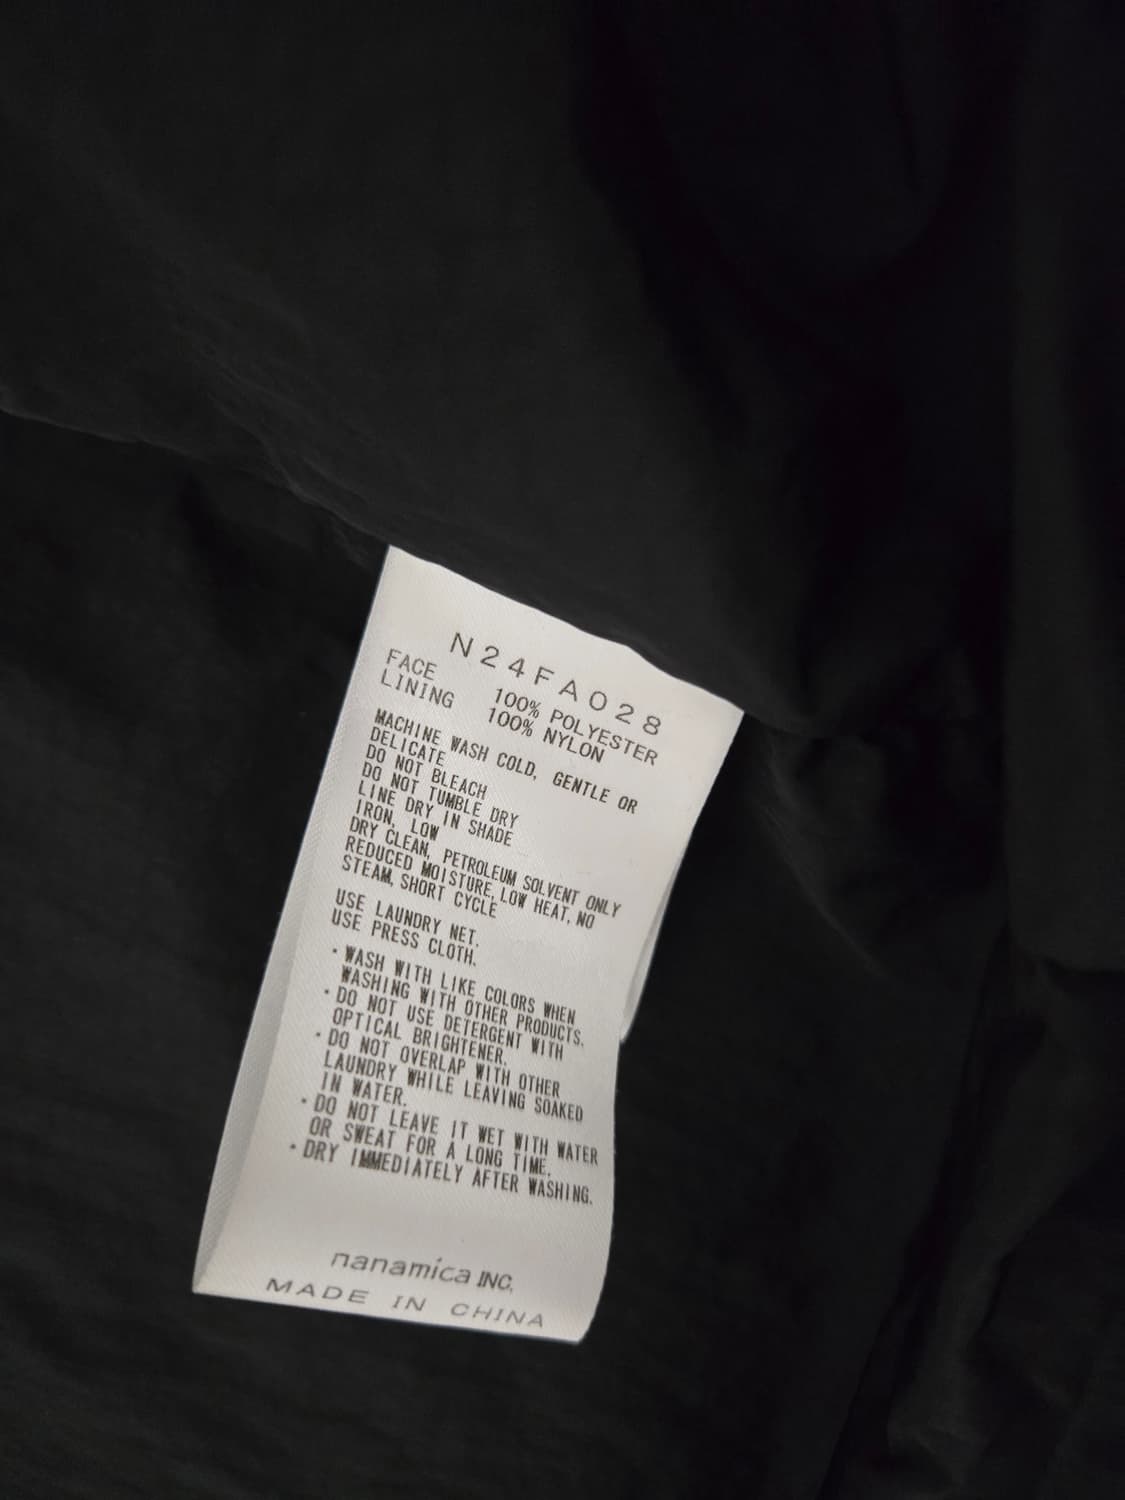 N24FA028
FACE 100% POLYESTER
LINING 100% NYLON
MACHINE WASH COLD, GENTLE OR
DELICATE
DO NOT BLEACH
DO NOT TUMBLE DRY
LINE DRY IN SHADE
IRON, LOW
DRY CLEAN, PETROLEUM SOLVENT ONLY
REDUCED MOISTURE, LOW HEAT, NO
STEAM, SHORT CYCLE
USE LAUNDRY NET.
USE PRESS CLOTH.
・WASH WITH LIKE COLORS WHEN
WASHING WITH OTHER PRODUCTS.
・DO NOT USE DETERGENT WITH
OPTICAL BRIGHTENER.
・DO NOT OVERLAP WITH OTHER
LAUNDRY WHILE LEAVING SOAKED
IN WATER.
・DO NOT LEAVE IT WET WITH WATER
OR SWEAT FOR A LONG TIME.
・DRY IMMEDIATELY AFTER WASHING.
nanamica INC.
MADE IN CHINA